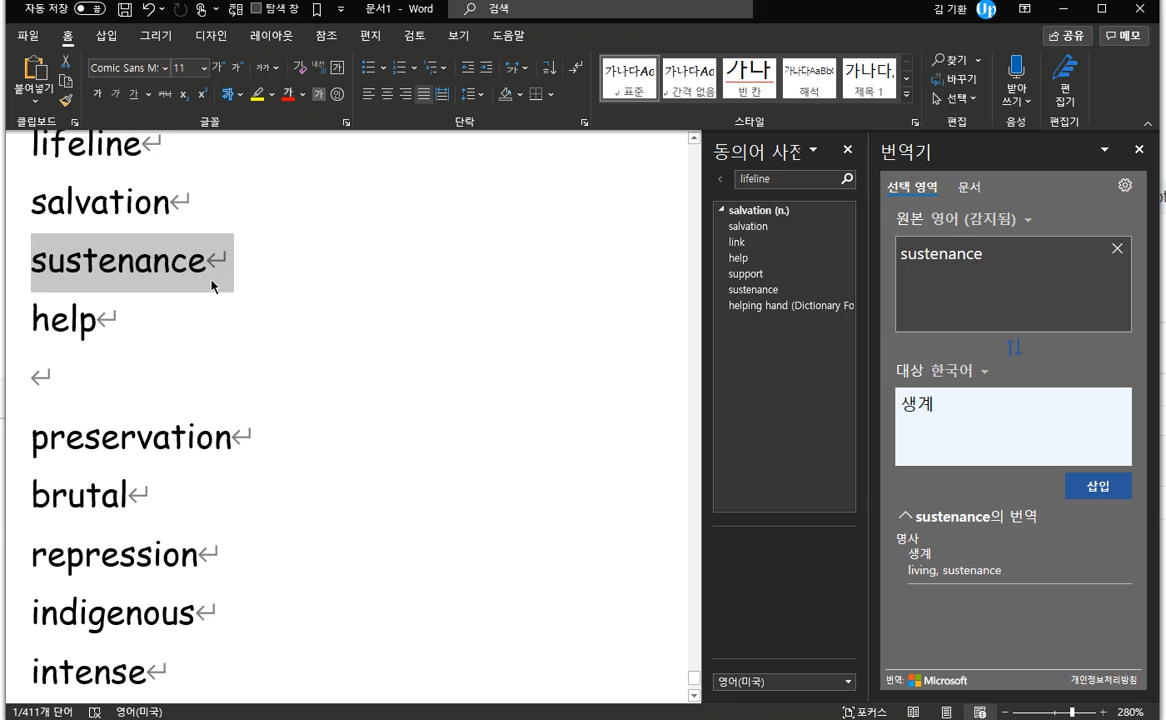 자동 저장 끔 탐색 창 문서1 - Word 검색 김 기환
파일 홈 삽입 그리기 디자인 레이아웃 참조 편지 검토 보기 도움말 공유 메모
붙여넣기
Comic Sans M 11
가나다Aa 가나다Aa 가나 가나다AaBb 가나다,
표준 간격 없음 빈 칸 해석 제목 1
찾기
바꾸기
선택
받아
쓰기
편
집기
클립보드 글꼴 단락 스타일 편집 음성 편집기
lifeline
salvation
sustenance
help
preservation
brutal
repression
indigenous
intense
동의어 사전
lifeline
salvation (n.)
salvation
link
help
support
sustenance
helping hand (Dictionary Fo
영어(미국)
번역기
선택 영역 문서
원본 영어 (감지됨)
sustenance
대상 한국어
생계
삽입
sustenance의 번역
명사
생계
living, sustenance
번역: Microsoft 개인정보처리방침
1/411개 단어 영어(미국) 포커스 280%